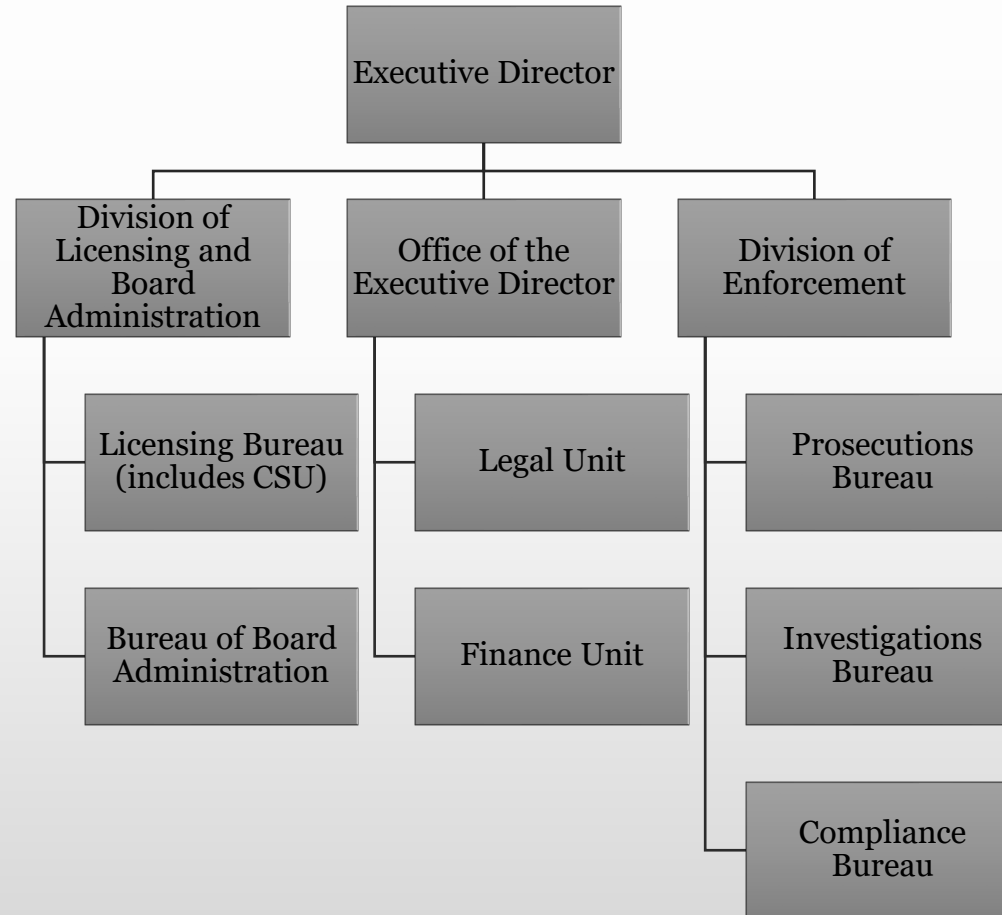 Executive Director
Division of
Licensing and
Board
Administration
Office of the
Executive Director
Division of
Enforcement
Licensing Bureau
(includes CSU)
Legal Unit
Prosecutions
Bureau
Bureau of Board
Administration
Finance Unit
Investigations
Bureau
Compliance
Bureau